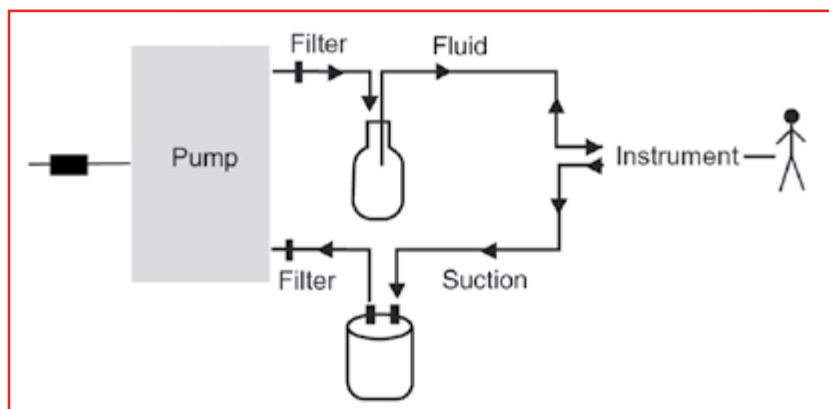 Filter
Fluid
Pump
Instrument
Filter
Suction